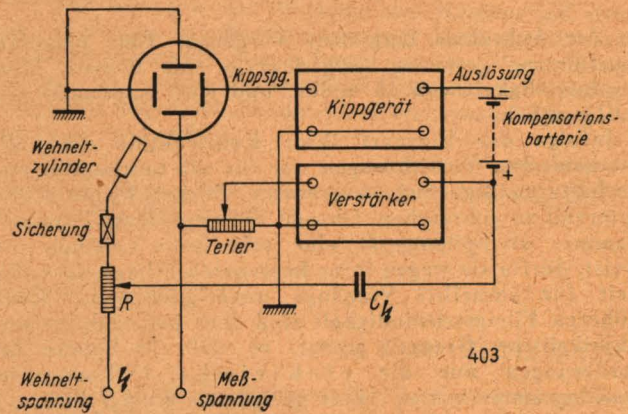 Kippspg.
Kippgerät
Auslösung
Kompensations-
batterie
−
+
Wehnelt-
zylinder
Verstärker
Sicherung
Teiler
R
C
403
Wehnelt-
spannung
Meß-
spannung